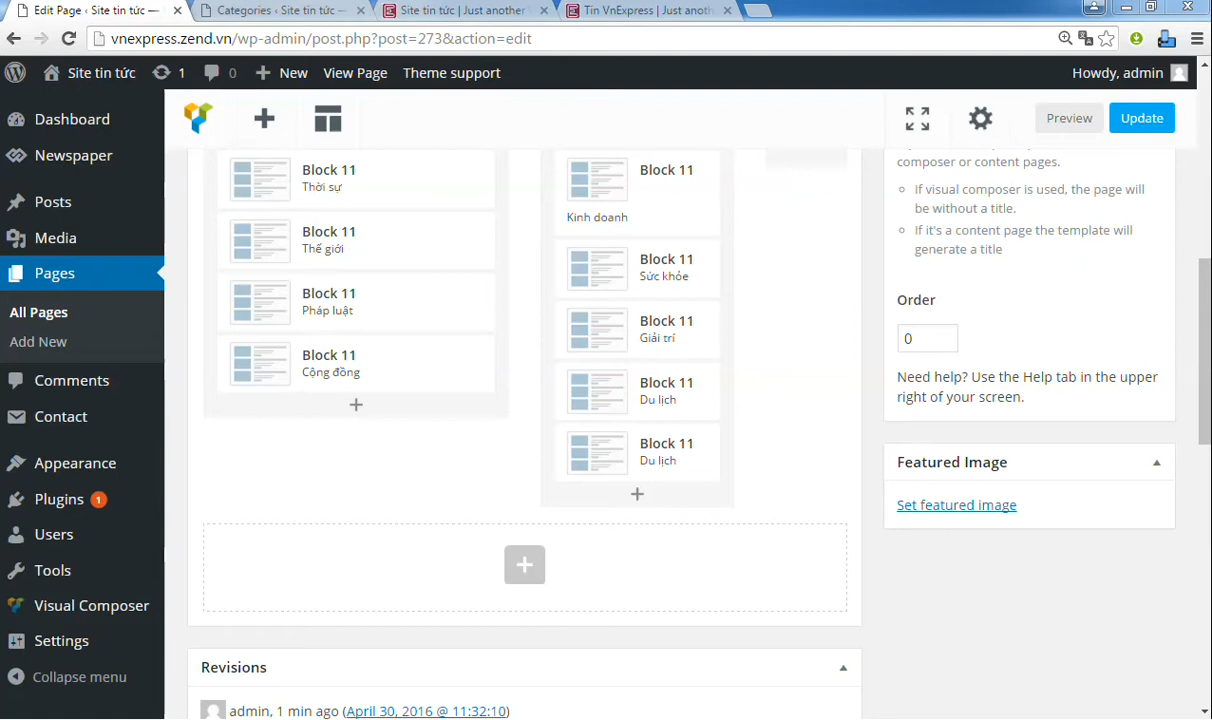 Edit Page ‹ Site tin tức —
Categories ‹ Site tin tức —
Site tin tức | Just another
Tin VnExpress | Just anoth
vnexpress.zend.vn/wp-admin/post.php?post=273&action=edit
Site tin tức
1
0
New
View Page
Theme support
Howdy, admin
Dashboard
Newspaper
Posts
Media
Pages
All Pages
Add New
Comments
Contact
Appearance
Plugins 1
Users
Tools
Visual Composer
Settings
Collapse menu
Preview
Update
Block 11
Thời sự
Block 11
Thế giới
Block 11
Pháp luật
Block 11
Cộng đồng
Block 11
Kinh doanh
Block 11
Sức khỏe
Block 11
Giải trí
Block 11
Du lịch
Block 11
Du lịch
composer or content pages.
If visual composer is used, the page will
be without a title.
If it's a content page the template will
generate a title
Order
0
Need help? Use the Help tab in the upper
right of your screen.
Featured Image
Set featured image
Revisions
admin, 1 min ago (April 30, 2016 @ 11:32:10)